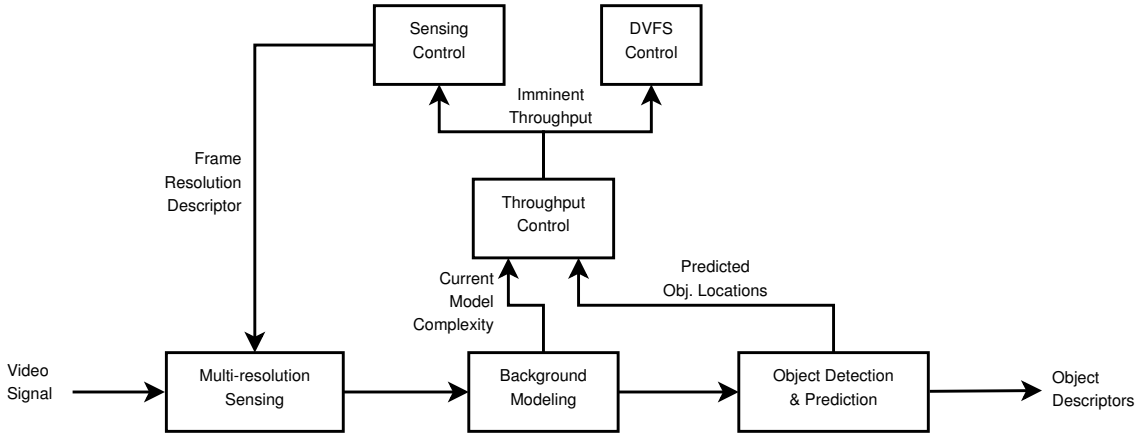 Sensing
Control
DVFS
Control
Imminent
Throughput
Frame
Resolution
Descriptor
Throughput
Control
Current
Model
Complexity
Predicted
Obj. Locations
Video
Signal
Multi-resolution
Sensing
Background
Modeling
Object Detection
& Prediction
Object
Descriptors